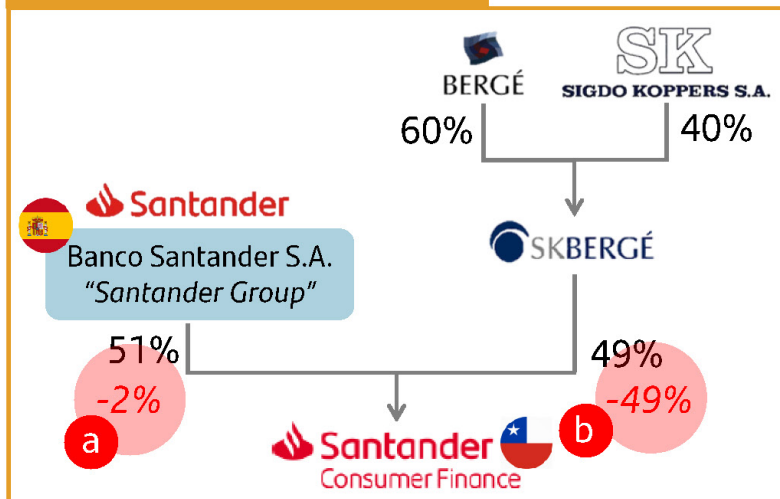 SK
BERGÉ
SIGDO KOPPERS S.A.
60%
40%
Santander
SKBERGÉ
Banco Santander S.A.
“Santander Group”
51%
49%
-2%
-49%
a
b
Santander
Consumer Finance